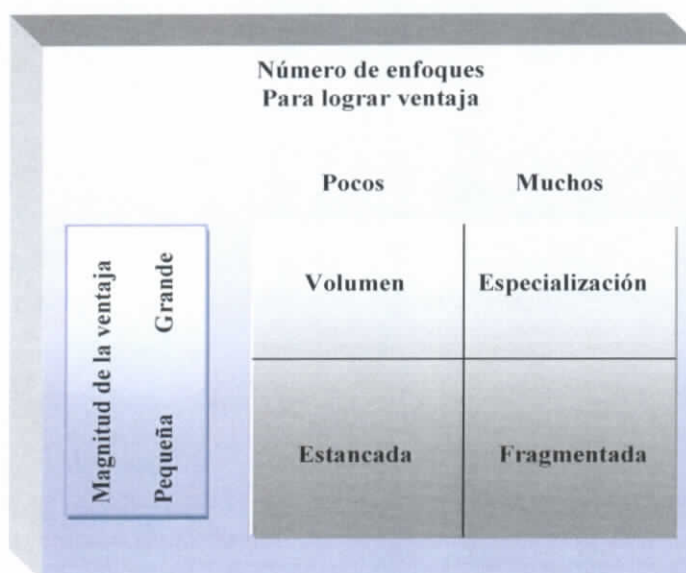 Número de enfoques
Para lograr ventaja
Pocos Muchos
Magnitud de la ventaja
Pequeña Grande
Volumen Especialización
Estancada Fragmentada